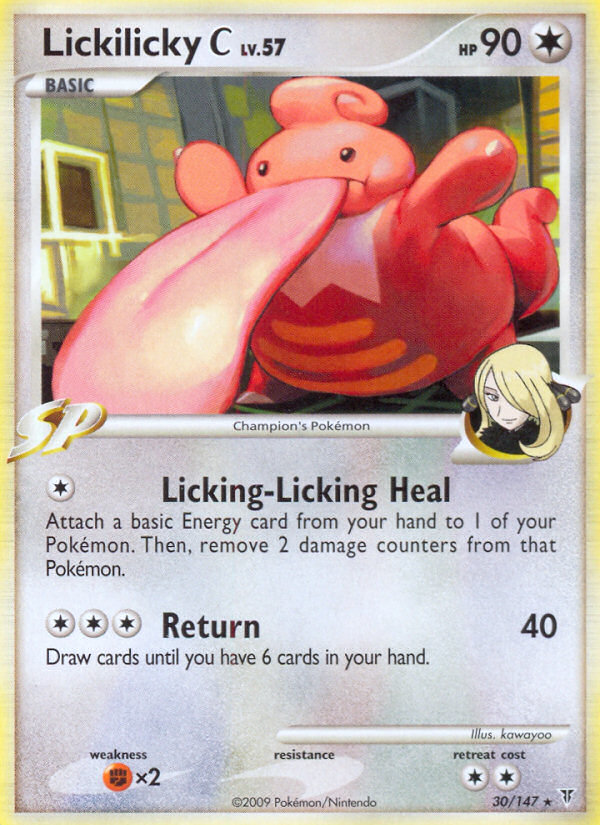 Lickilicky C LV.57 HP 90
BASIC
SP
Champion's Pokémon
Licking-Licking Heal
Attach a basic Energy card from your hand to 1 of your
Pokémon. Then, remove 2 damage counters from that
Pokémon.
Return 40
Draw cards until you have 6 cards in your hand.
Illus. kawayoo
weakness resistance retreat cost
×2
©2009 Pokémon/Nintendo 30/147